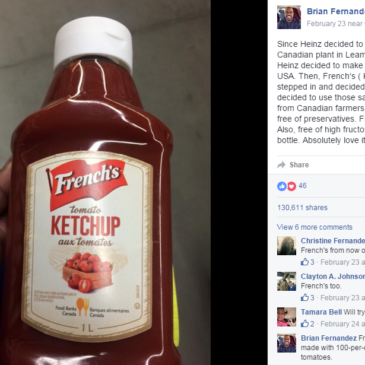 French's
tomato
KETCHUP
aux tomates
Food Banks
Canada
Banques alimentaires
Canada
1 L
Brian Fernand
February 23 near
Since Heinz decided to
Canadian plant in Leam
Heinz decided to make
USA. Then, French's (
stepped in and decided
decided to use those sa
from Canadian farmers
free of preservatives. F
Also, free of high fructo
bottle. Absolutely love it
Share
46
130,611 shares
View 6 more comments
Christine Fernande
French's from now o
3 · February 23 a
Clayton A. Johnson
French's too.
3 · February 23 a
Tamara Bell Will try
2 · February 24 a
Brian Fernandez Fr
made with 100-per-
tomatoes.